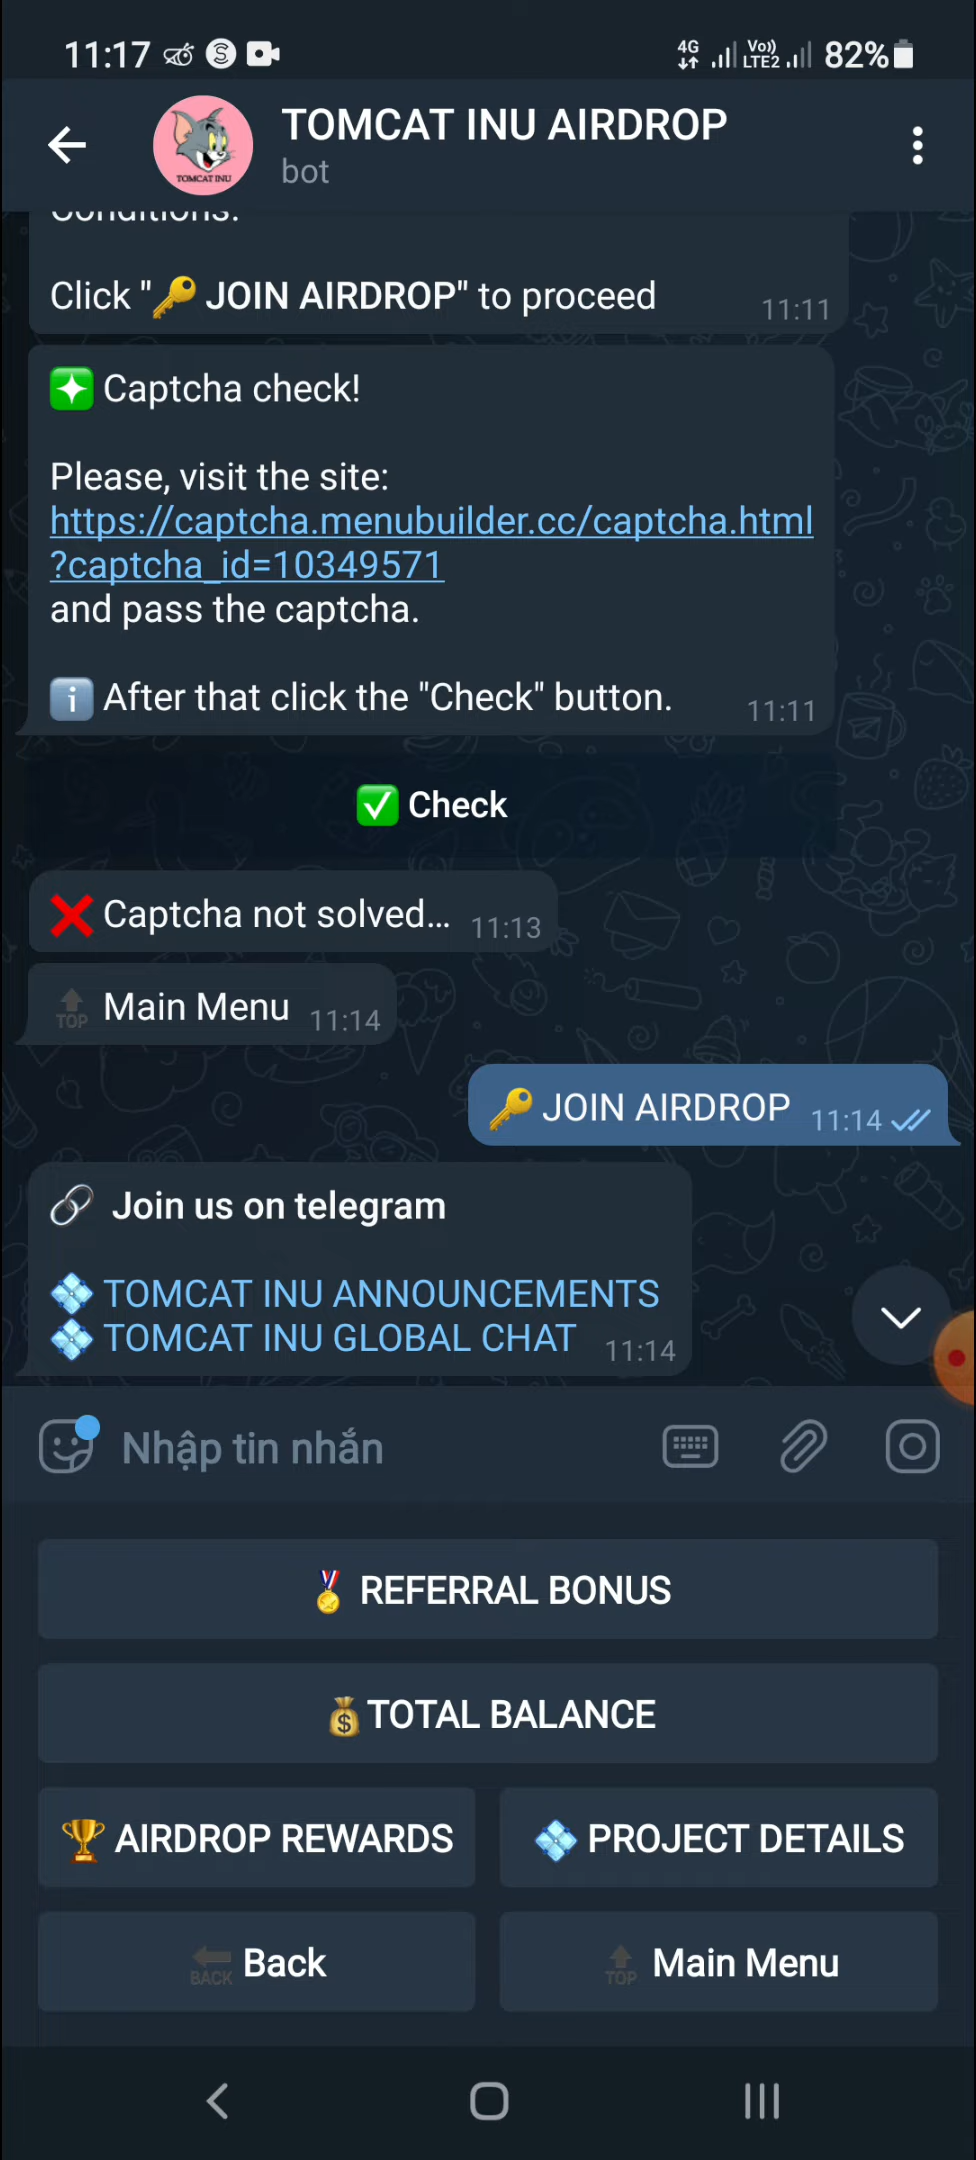 11:17
4G
Vo))
LTE2
82%
TOMCAT INU AIRDROP
bot
TOMCAT INU
Conditions:
Click "🔑 JOIN AIRDROP" to proceed
11:11
Captcha check!
Please, visit the site:
https://captcha.menubuilder.cc/captcha.html
?captcha_id=10349571
and pass the captcha.
ℹ️ After that click the "Check" button.
11:11
✅ Check
❌ Captcha not solved... 11:13
🔝 Main Menu 11:14
🔑 JOIN AIRDROP 11:14
🔗 Join us on telegram
💠 TOMCAT INU ANNOUNCEMENTS
💠 TOMCAT INU GLOBAL CHAT 11:14
Nhập tin nhắn
🏅 REFERRAL BONUS
💰TOTAL BALANCE
🏆 AIRDROP REWARDS
💠 PROJECT DETAILS
🔙 Back
🔝 Main Menu